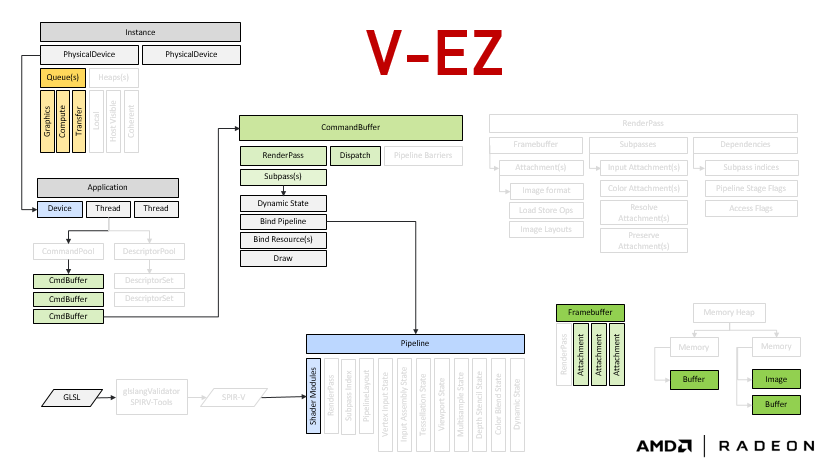 V-EZ
Instance
PhysicalDevice
PhysicalDevice
Queue(s)
Heaps(s)
Graphics
Compute
Transfer
Local
Host Visible
Coherent
Application
Device
Thread
Thread
CommandPool
DescriptorPool
CmdBuffer
DescriptorSet
CmdBuffer
DescriptorSet
CmdBuffer
CommandBuffer
RenderPass
Dispatch
Pipeline Barriers
Subpass(s)
Dynamic State
Bind Pipeline
Bind Resource(s)
Draw
RenderPass
Framebuffer
Subpasses
Dependencies
Attachment(s)
Input Attachment(s)
Subpass Indices
Image format
Color Attachment(s)
Pipeline Stage Flags
Load Store Ops
Resolve
Attachment(s)
Access Flags
Image Layouts
Preserve
Attachment(s)
Pipeline
Shader Modules
RenderPass
Subpass Index
PipelineLayout
Vertex Input State
Input Assembly State
Tessellation State
Viewport State
Multisample State
Depth Stencil State
Color Blend State
Dynamic State
GLSL
glslangValidator
SPIRV-Tools
SPIR-V
Framebuffer
RenderPass
Attachment
Attachment
Attachment
Memory Heap
Memory
Memory
Buffer
Image
Buffer
AMD RADEON